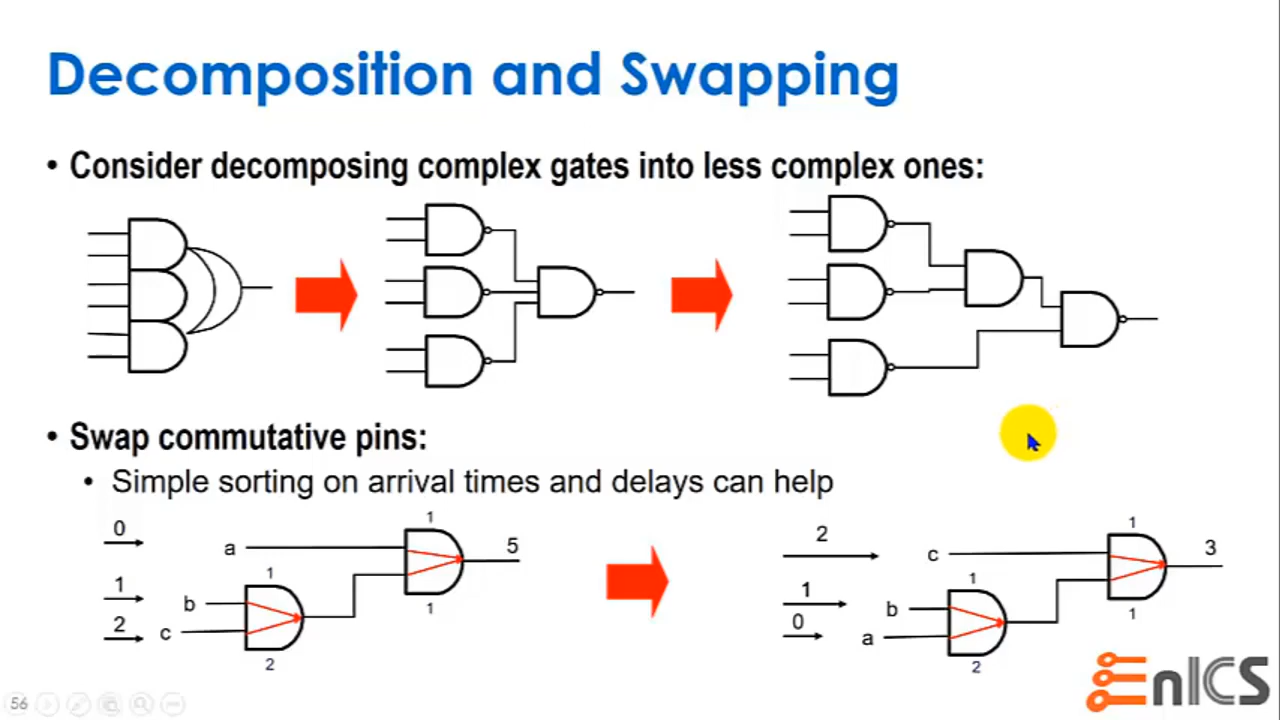 Decomposition and Swapping
• Consider decomposing complex gates into less complex ones:
• Swap commutative pins:
• Simple sorting on arrival times and delays can help
0
1
2
a
b
c
1
2
1
1
5
2
1
0
c
b
a
1
2
1
1
3
56
EnICS